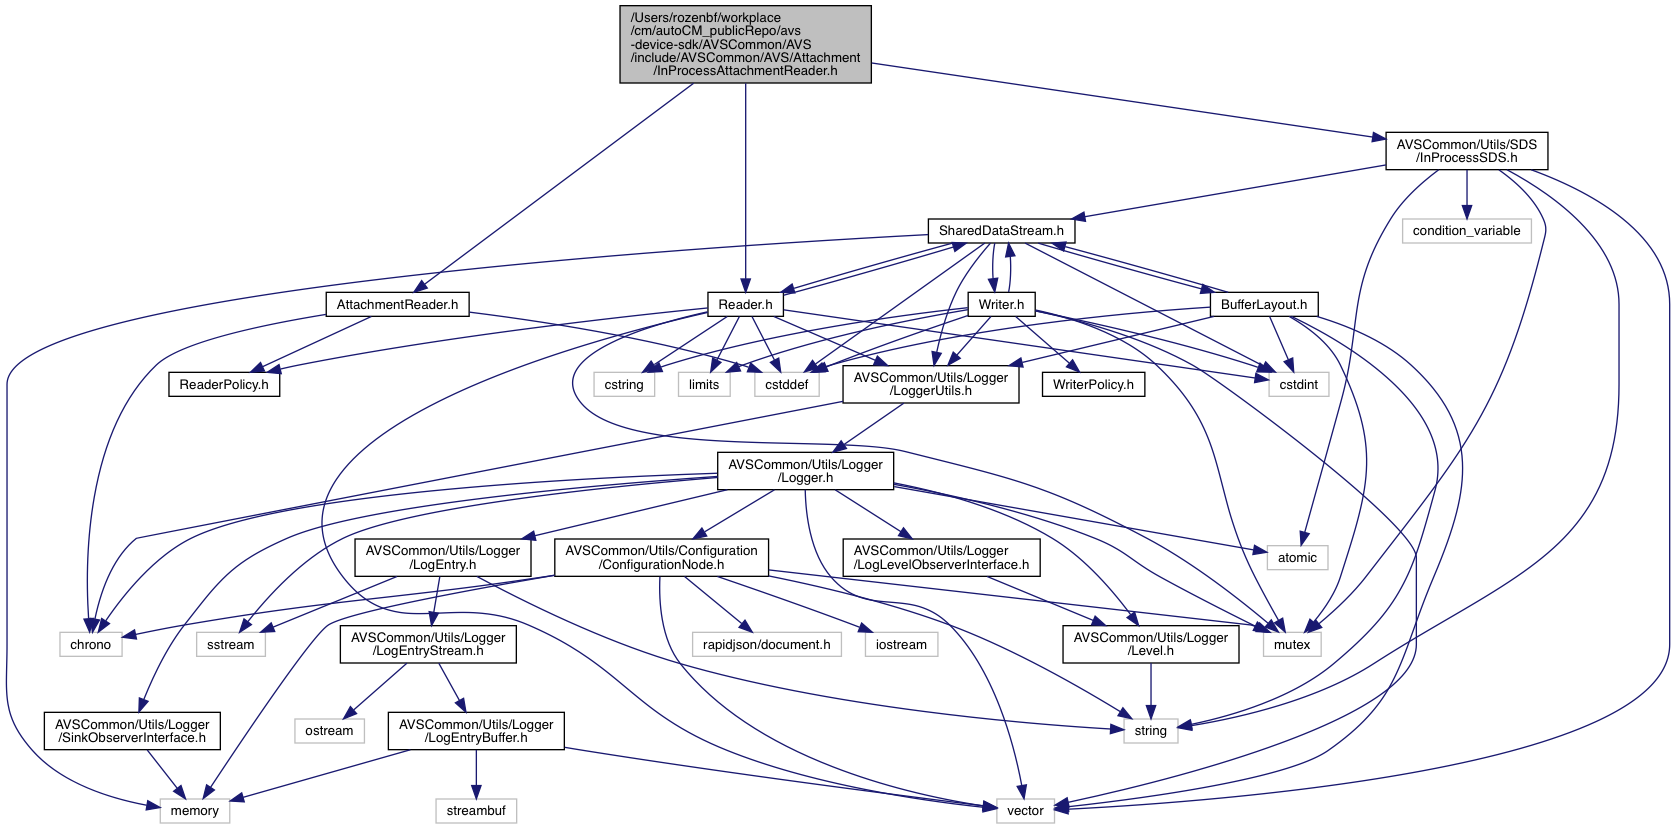 /Users/rozenbf/workplace
/cm/autoCM_publicRepo/avs
-device-sdk/AVSCommon/AVS
/include/AVSCommon/AVS/Attachment
/InProcessAttachmentReader.h
AVSCommon/Utils/SDS
/InProcessSDS.h
SharedDataStream.h
condition_variable
AttachmentReader.h
Reader.h
Writer.h
BufferLayout.h
ReaderPolicy.h
cstring
limits
cstddef
AVSCommon/Utils/Logger
/LoggerUtils.h
WriterPolicy.h
cstdint
AVSCommon/Utils/Logger
/Logger.h
AVSCommon/Utils/Logger
/LogEntry.h
AVSCommon/Utils/Configuration
/ConfigurationNode.h
AVSCommon/Utils/Logger
/LogLevelObserverInterface.h
atomic
chrono
sstream
AVSCommon/Utils/Logger
/LogEntryStream.h
rapidjson/document.h
iostream
AVSCommon/Utils/Logger
/Level.h
mutex
AVSCommon/Utils/Logger
/SinkObserverInterface.h
ostream
AVSCommon/Utils/Logger
/LogEntryBuffer.h
string
memory
streambuf
vector